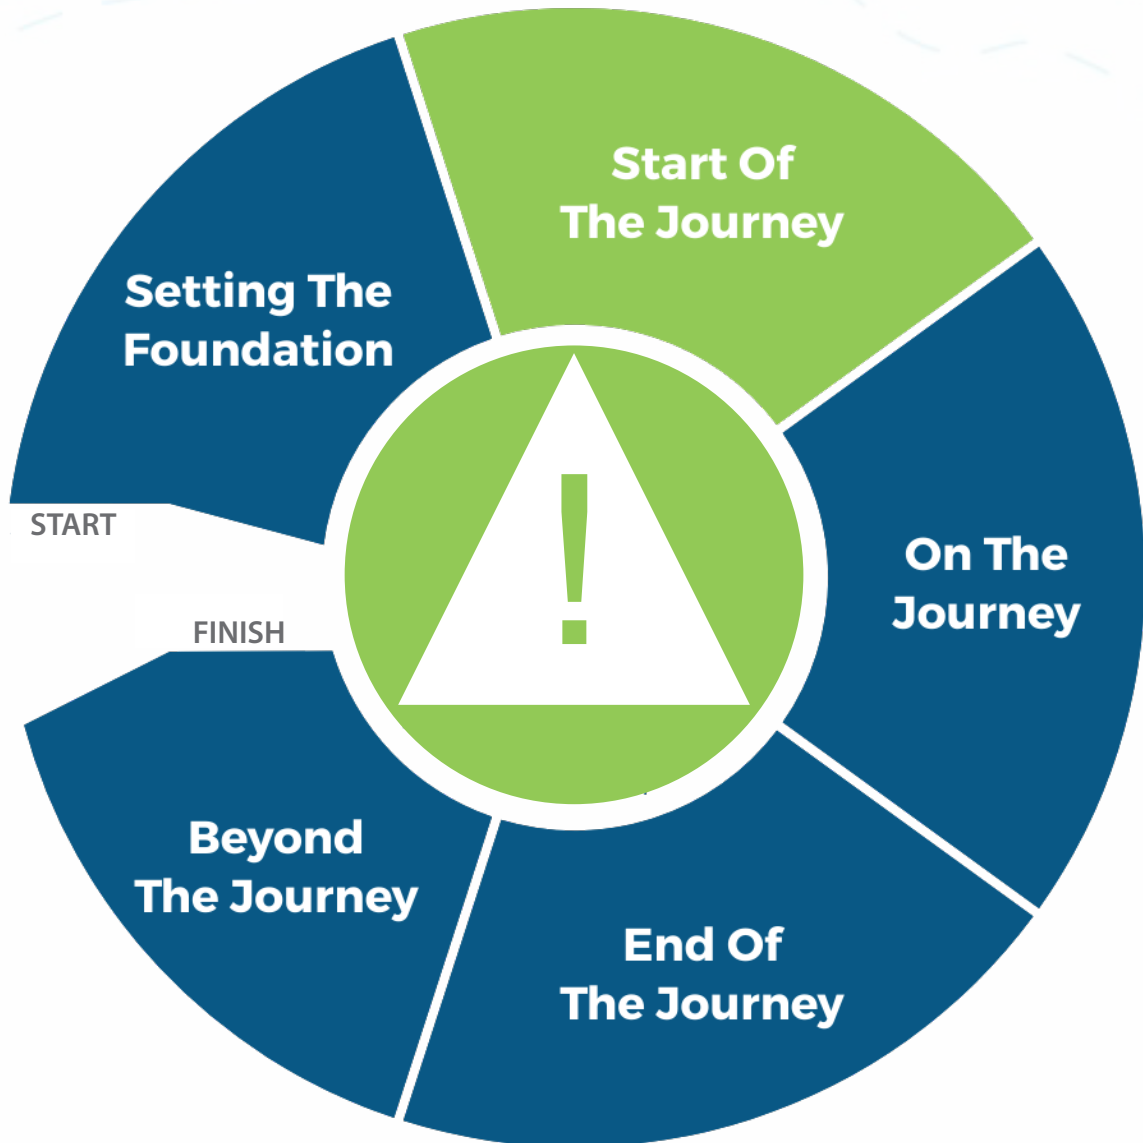 Start Of
The Journey
Setting The
Foundation
START
On The
Journey
!
FINISH
Beyond
The Journey
End Of
The Journey